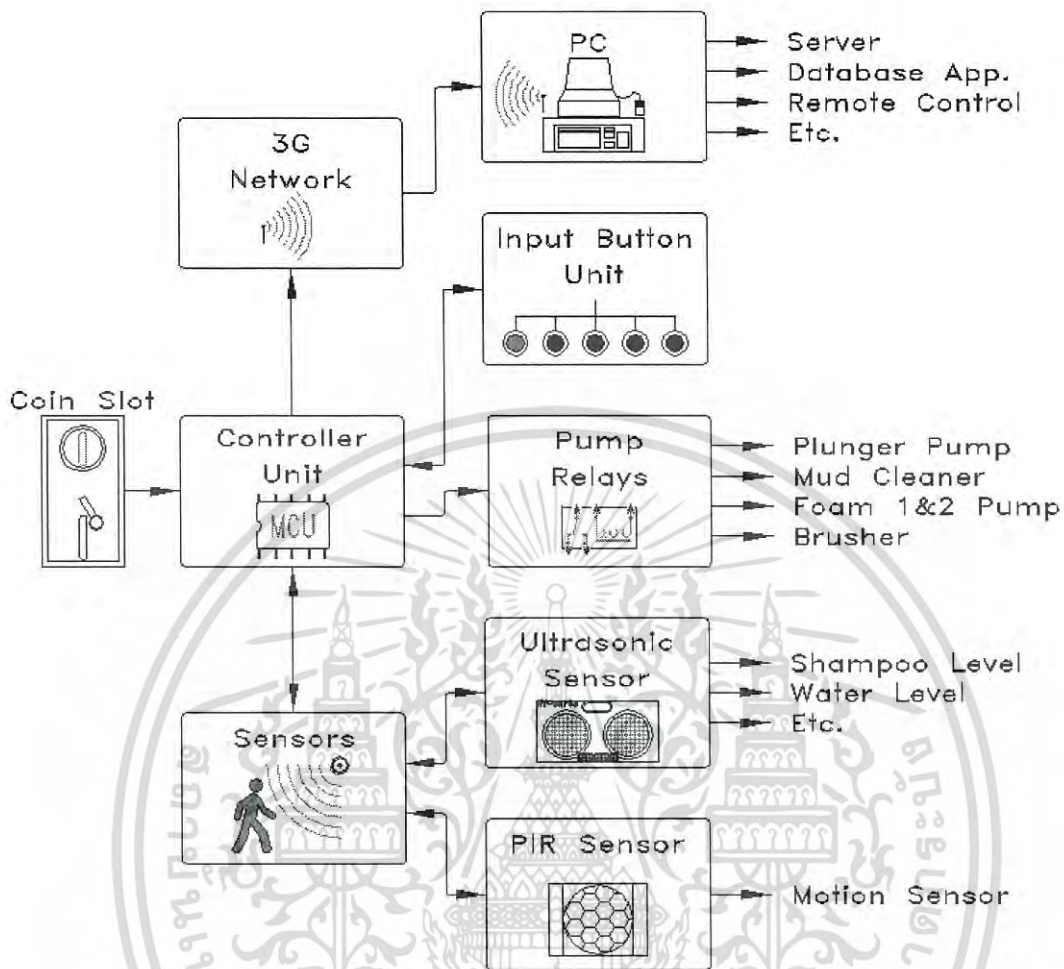 PC
Server
Database App.
Remote Control
Etc.
3G
Network
Input Button
Unit
Coin Slot
Controller
Unit
MCU
Pump
Relays
Plunger Pump
Mud Cleaner
Foam 1&2 Pump
Brusher
Ultrasonic
Sensor
Shampoo Level
Water Level
Etc.
Sensors
PIR Sensor
Motion Sensor